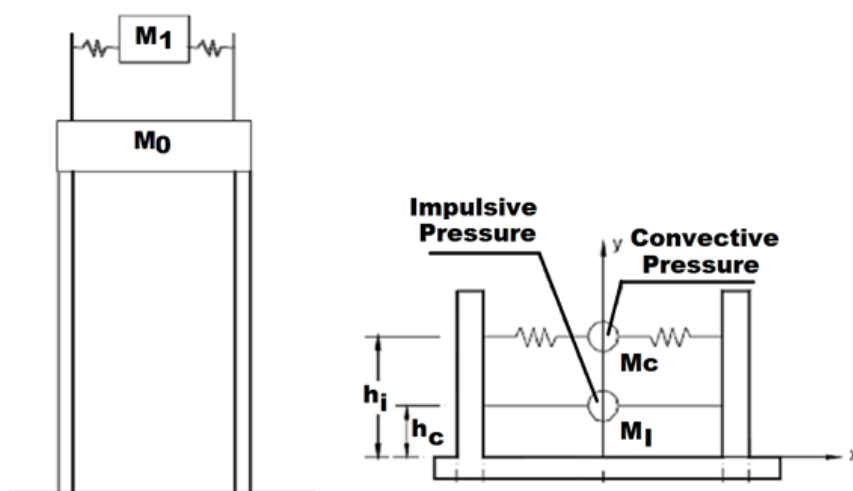 M1
M0
Impulsive
Pressure
y
Convective
Pressure
Mc
hi
hc
MI
x